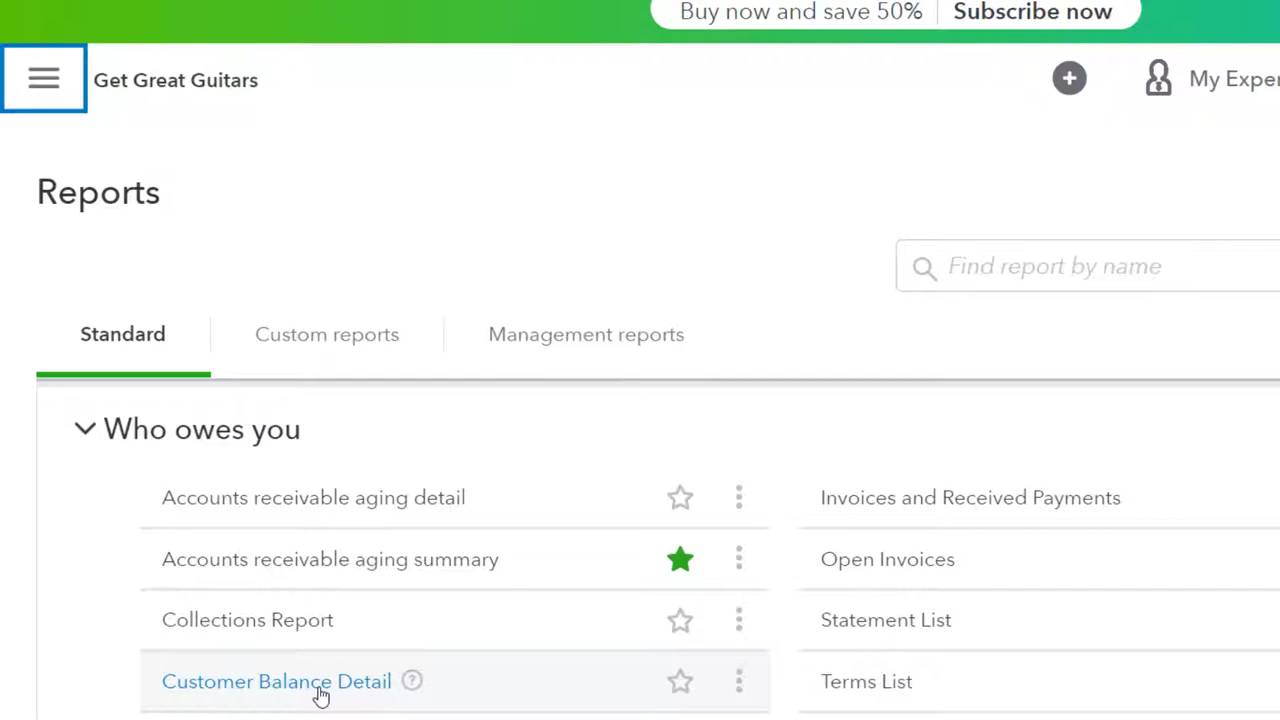 Buy now and save 50% Subscribe now
Get Great Guitars
My Exper
Reports
Find report by name
Standard Custom reports Management reports
Who owes you
Accounts receivable aging detail Invoices and Received Payments
Accounts receivable aging summary Open Invoices
Collections Report Statement List
Customer Balance Detail Terms List